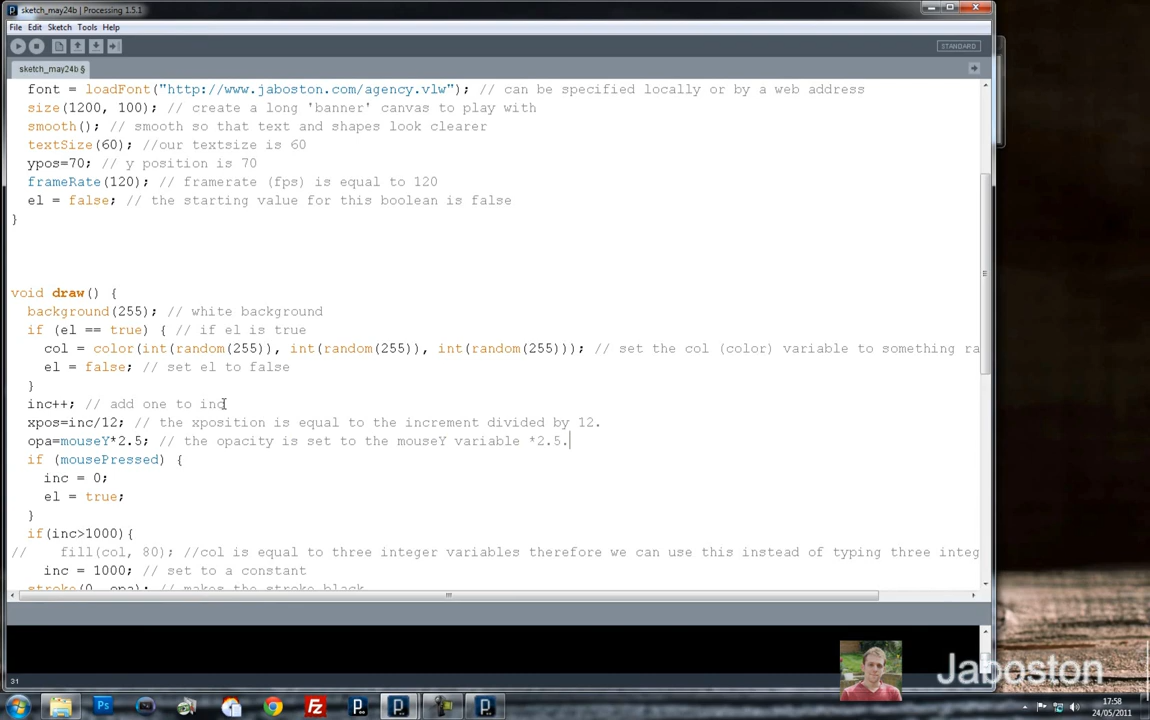 sketch_may24b | Processing 1.5.1
File Edit Sketch Tools Help
STANDARD
sketch_may24b §
font = loadFont("http://www.jaboston.com/agency.vlw"); // can be specified locally or by a web address
size(1200, 100); // create a long 'banner' canvas to play with
smooth(); // smooth so that text and shapes look clearer
textSize(60); //our textsize is 60
ypos=70; // y position is 70
frameRate(120); // framerate (fps) is equal to 120
el = false; // the starting value for this boolean is false
}
void draw() {
background(255); // white background
if (el == true) { // if el is true
col = color(int(random(255)), int(random(255)), int(random(255))); // set the col (color) variable to something ra
el = false; // set el to false
}
inc++; // add one to inc
xpos=inc/12; // the xposition is equal to the increment divided by 12.
opa=mouseY*2.5; // the opacity is set to the mouseY variable *2.5.
if (mousePressed) {
inc = 0;
el = true;
}
if(inc>1000){
// fill(col, 80); //col is equal to three integer variables therefore we can use this instead of typing three integ
inc = 1000; // set to a constant
stroke(0, opa); // makes the stroke black
31
Jaboston
Ps
Fz
P
P
P
17:58
24/05/2011